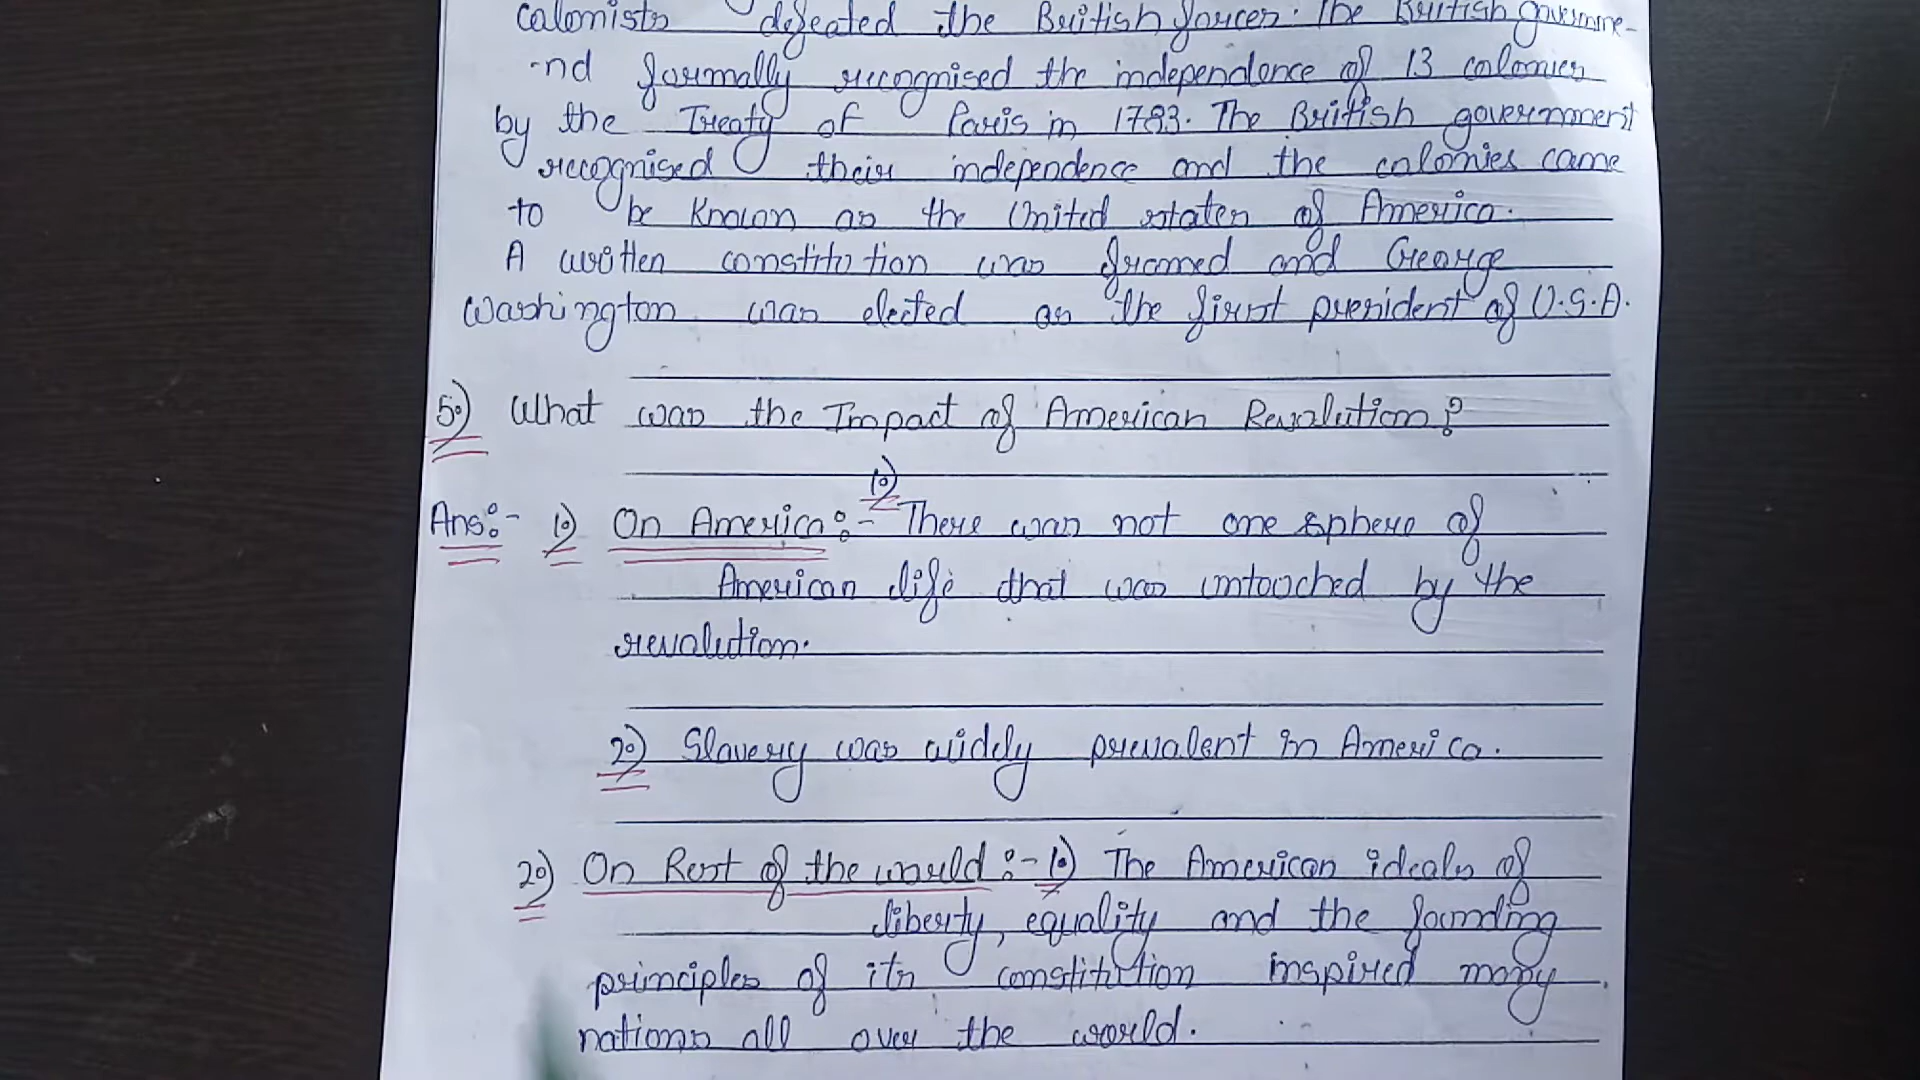 colonists defeated the British forces. The British governme-
-nd formally recognised the independence of 13 colonies
by the Treaty of Paris in 1783. The British government
recognised their independence and the colonies came
to be known as the United states of America.
A written constitution was framed and George
Washington was elected as the first president of U.S.A.
5) What was the Impact of American Revolution?
Ans:- 1) On America:- 1) There was not one sphere of
American life that was untouched by the
revolution.
2) Slavery was widely prevalent in America.
2) On Rest of the world:- 1) The American ideals of
liberty, equality and the founding
principles of its constitution inspired many
nations all over the world.